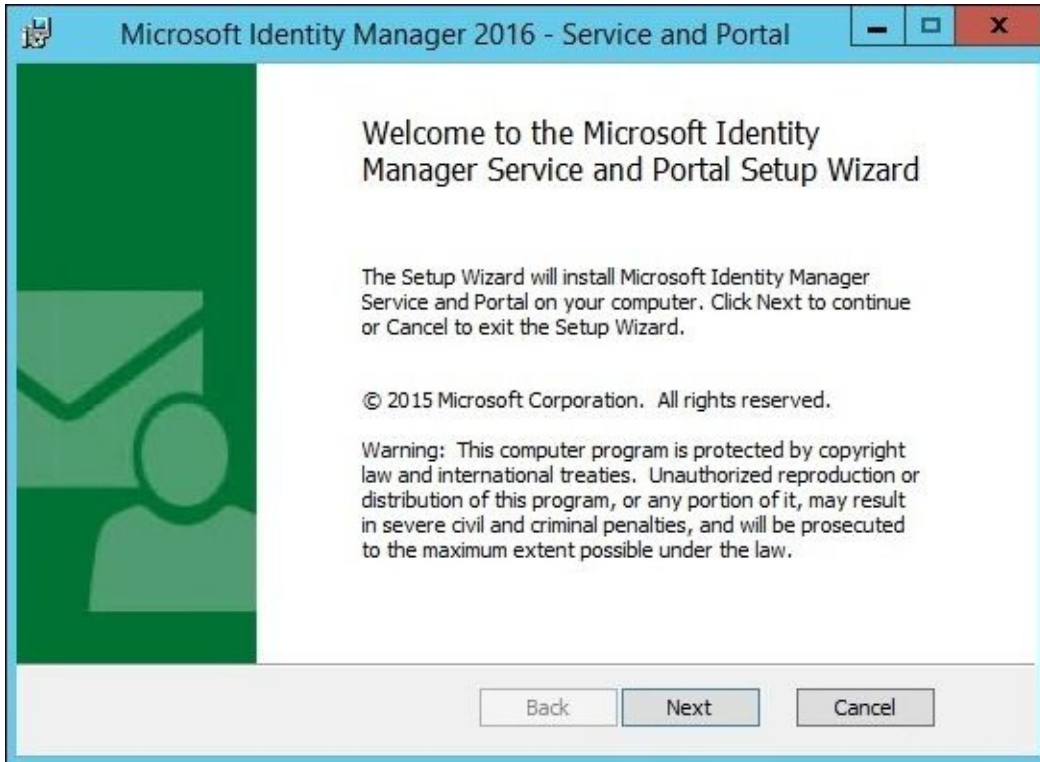 Microsoft Identity Manager 2016 - Service and Portal
Welcome to the Microsoft Identity
Manager Service and Portal Setup Wizard
The Setup Wizard will install Microsoft Identity Manager
Service and Portal on your computer. Click Next to continue
or Cancel to exit the Setup Wizard.
© 2015 Microsoft Corporation. All rights reserved.
Warning: This computer program is protected by copyright
law and international treaties. Unauthorized reproduction or
distribution of this program, or any portion of it, may result
in severe civil and criminal penalties, and will be prosecuted
to the maximum extent possible under the law.
Back Next Cancel